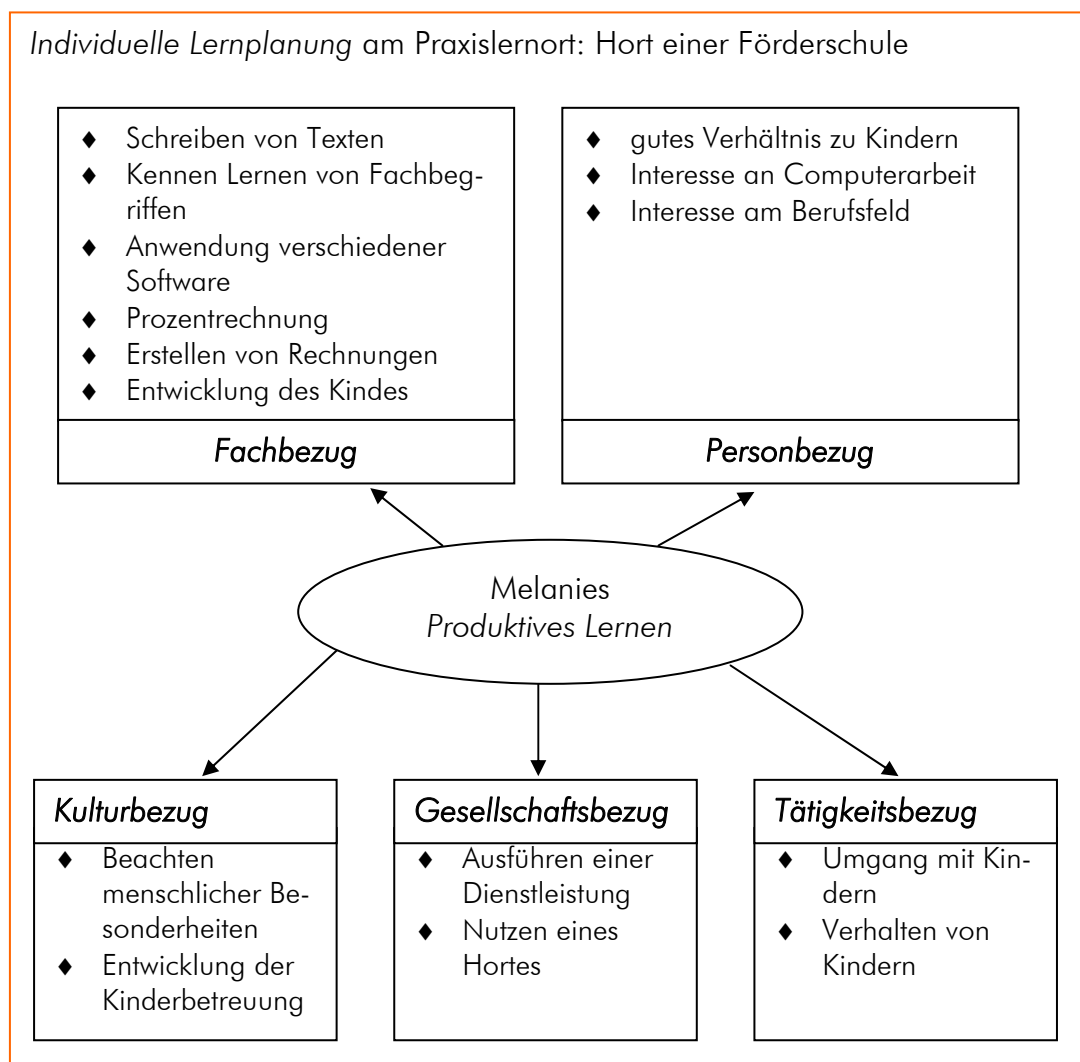 Individuelle Lernplanung am Praxislernort: Hort einer Förderschule
♦ Schreiben von Texten
♦ Kennen Lernen von Fachbeg-
riffen
♦ Anwendung verschiedener
Software
♦ Prozentrechnung
♦ Erstellen von Rechnungen
♦ Entwicklung des Kindes
Fachbezug
♦ gutes Verhältnis zu Kindern
♦ Interesse an Computerarbeit
♦ Interesse am Berufsfeld
Personbezug
Melanies
Produktives Lernen
Kulturbezug
♦ Beachten
menschlicher Be-
sonderheiten
♦ Entwicklung der
Kinderbetreuung
Gesellschaftsbezug
♦ Ausführen einer
Dienstleistung
♦ Nutzen eines
Hortes
Tätigkeitsbezug
♦ Umgang mit Kin-
dern
♦ Verhalten von
Kindern